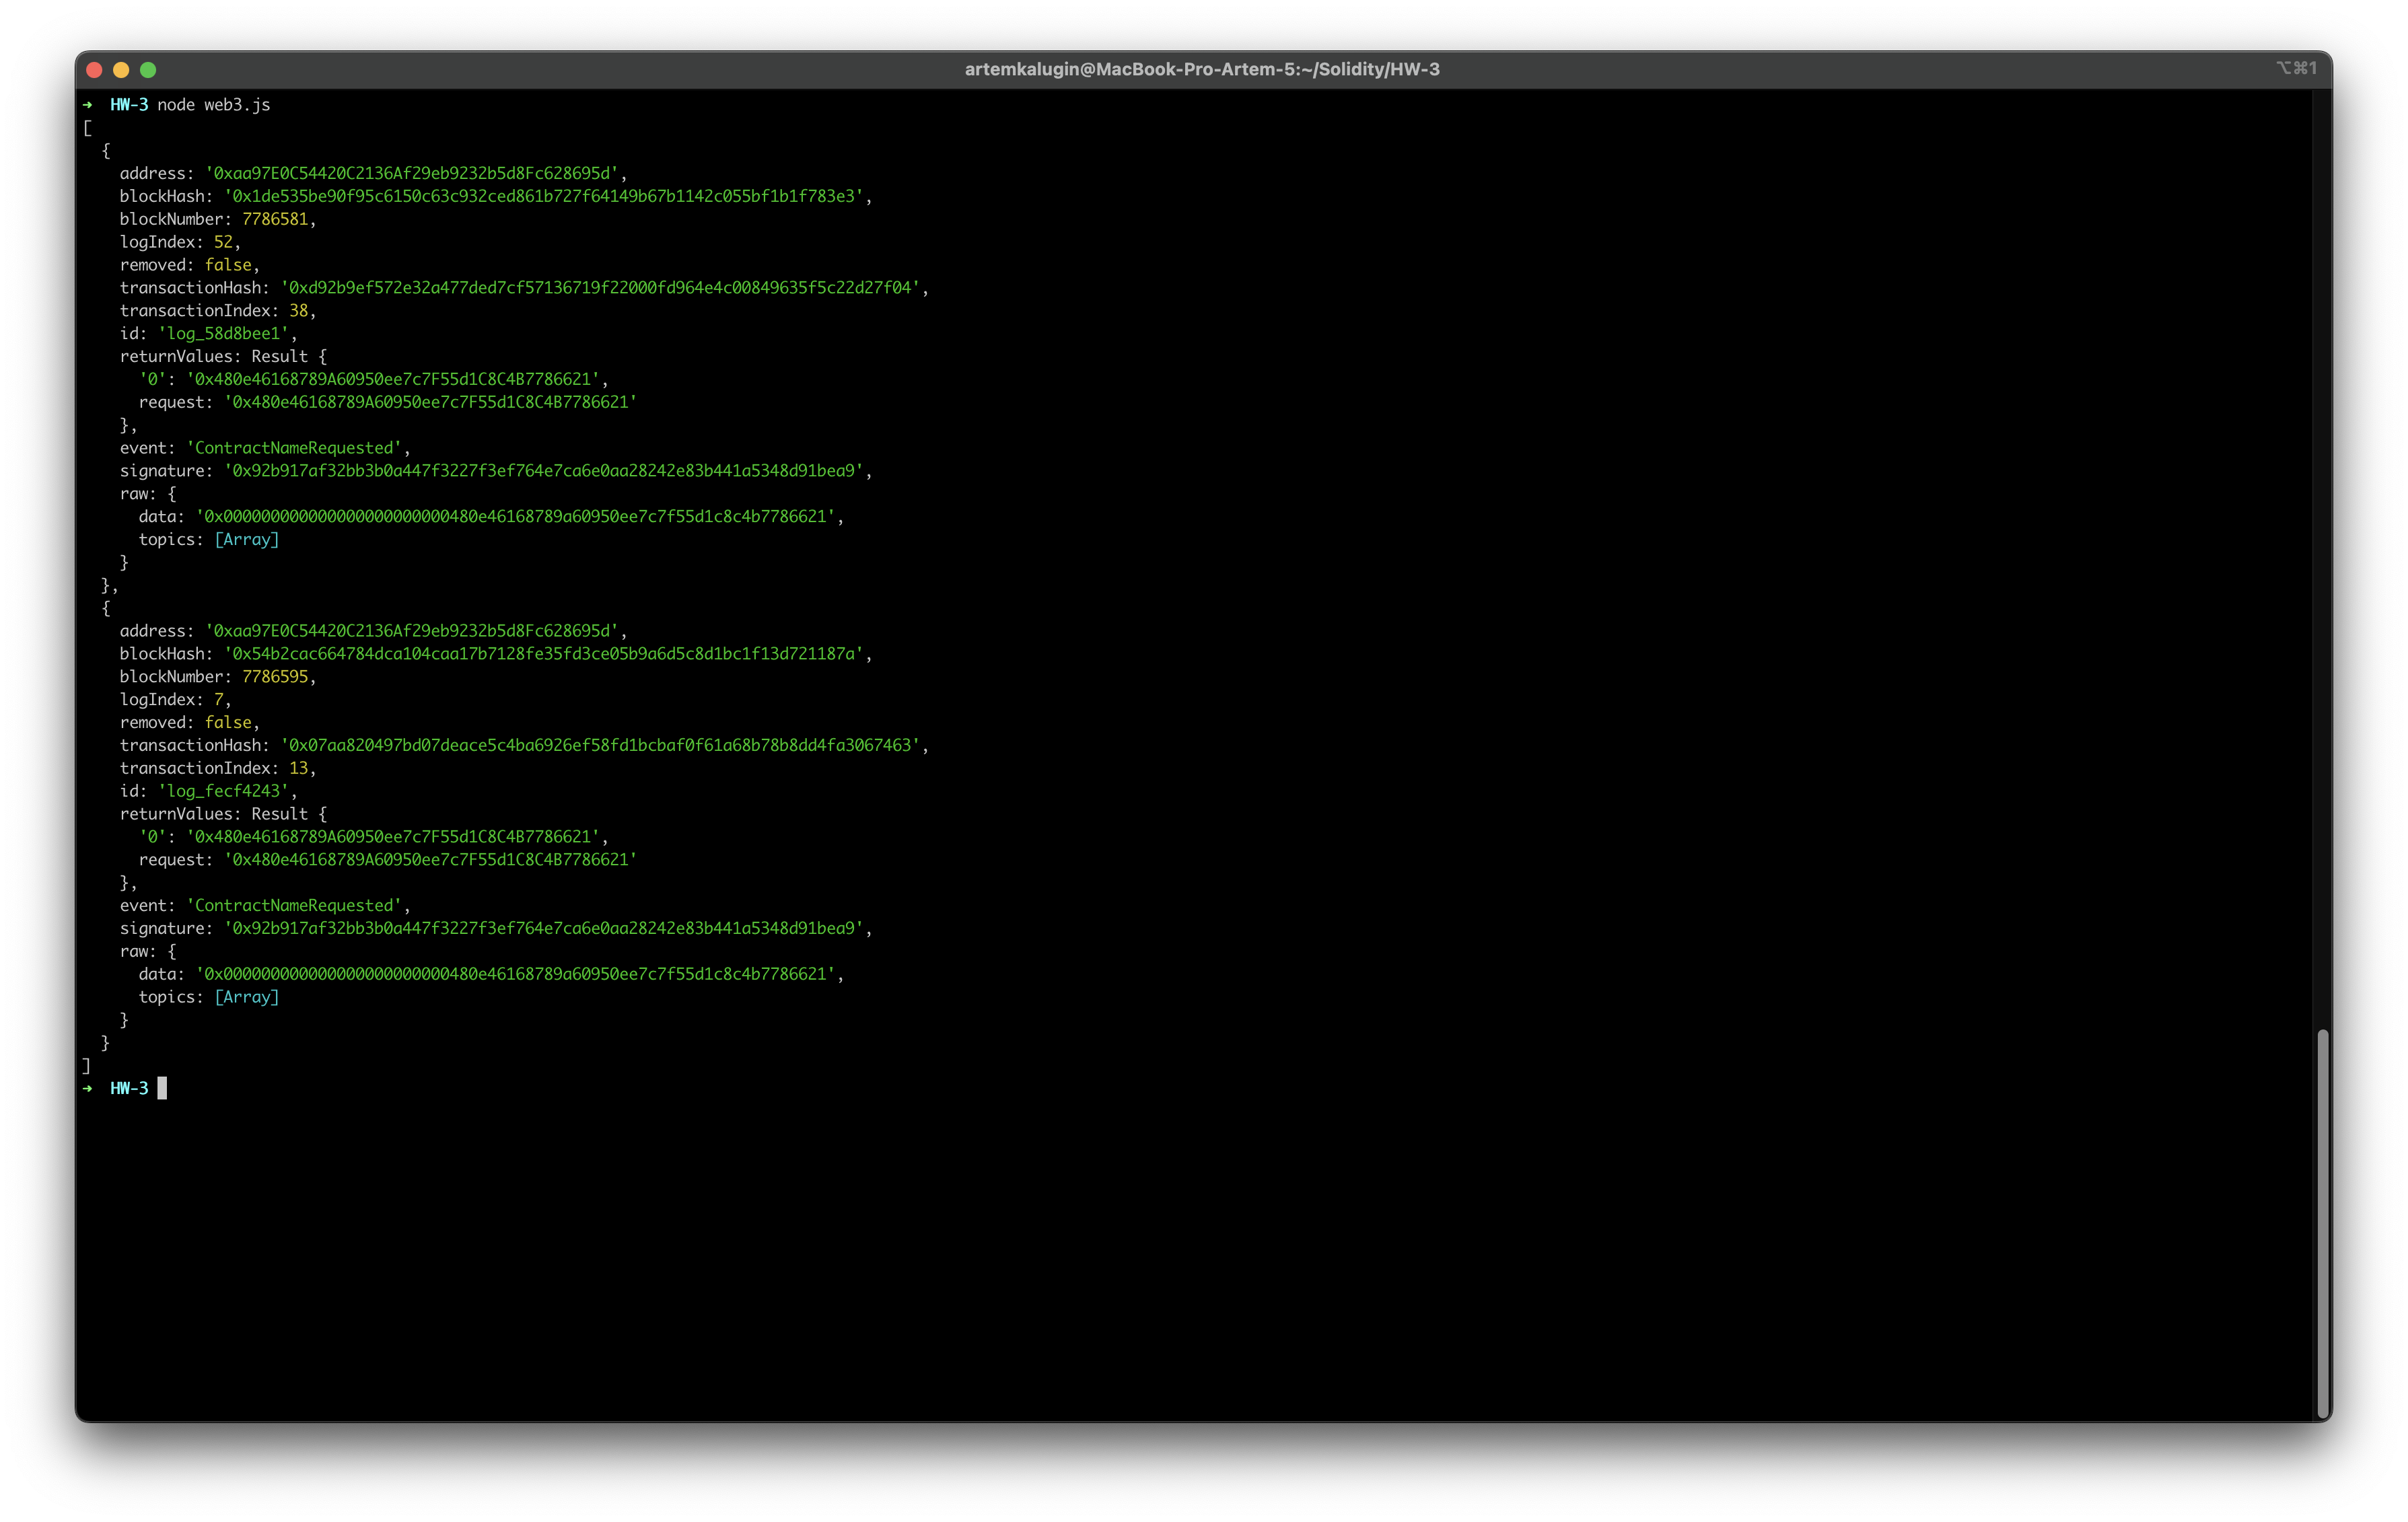 artemkalugin@MacBook-Pro-Artem-5:~/Solidity/HW-3
⌥⌘1
➜  HW-3 node web3.js
[
  {
    address: '0xaa97E0C54420C2136Af29eb9232b5d8Fc628695d',
    blockHash: '0x1de535be90f95c6150c63c932ced861b727f64149b67b1142c055bf1b1f783e3',
    blockNumber: 7786581,
    logIndex: 52,
    removed: false,
    transactionHash: '0xd92b9ef572e32a477ded7cf57136719f22000fd964e4c00849635f5c22d27f04',
    transactionIndex: 38,
    id: 'log_58d8bee1',
    returnValues: Result {
      '0': '0x480e46168789A60950ee7c7F55d1C8C4B7786621',
      request: '0x480e46168789A60950ee7c7F55d1C8C4B7786621'
    },
    event: 'ContractNameRequested',
    signature: '0x92b917af32bb3b0a447f3227f3ef764e7ca6e0aa28242e83b441a5348d91bea9',
    raw: {
      data: '0x000000000000000000000000480e46168789a60950ee7c7f55d1c8c4b7786621',
      topics: [Array]
    }
  },
  {
    address: '0xaa97E0C54420C2136Af29eb9232b5d8Fc628695d',
    blockHash: '0x54b2cac664784dca104caa17b7128fe35fd3ce05b9a6d5c8d1bc1f13d721187a',
    blockNumber: 7786595,
    logIndex: 7,
    removed: false,
    transactionHash: '0x07aa820497bd07deace5c4ba6926ef58fd1bcbaf0f61a68b78b8dd4fa3067463',
    transactionIndex: 13,
    id: 'log_fecf4243',
    returnValues: Result {
      '0': '0x480e46168789A60950ee7c7F55d1C8C4B7786621',
      request: '0x480e46168789A60950ee7c7F55d1C8C4B7786621'
    },
    event: 'ContractNameRequested',
    signature: '0x92b917af32bb3b0a447f3227f3ef764e7ca6e0aa28242e83b441a5348d91bea9',
    raw: {
      data: '0x000000000000000000000000480e46168789a60950ee7c7f55d1c8c4b7786621',
      topics: [Array]
    }
  }
]
➜  HW-3